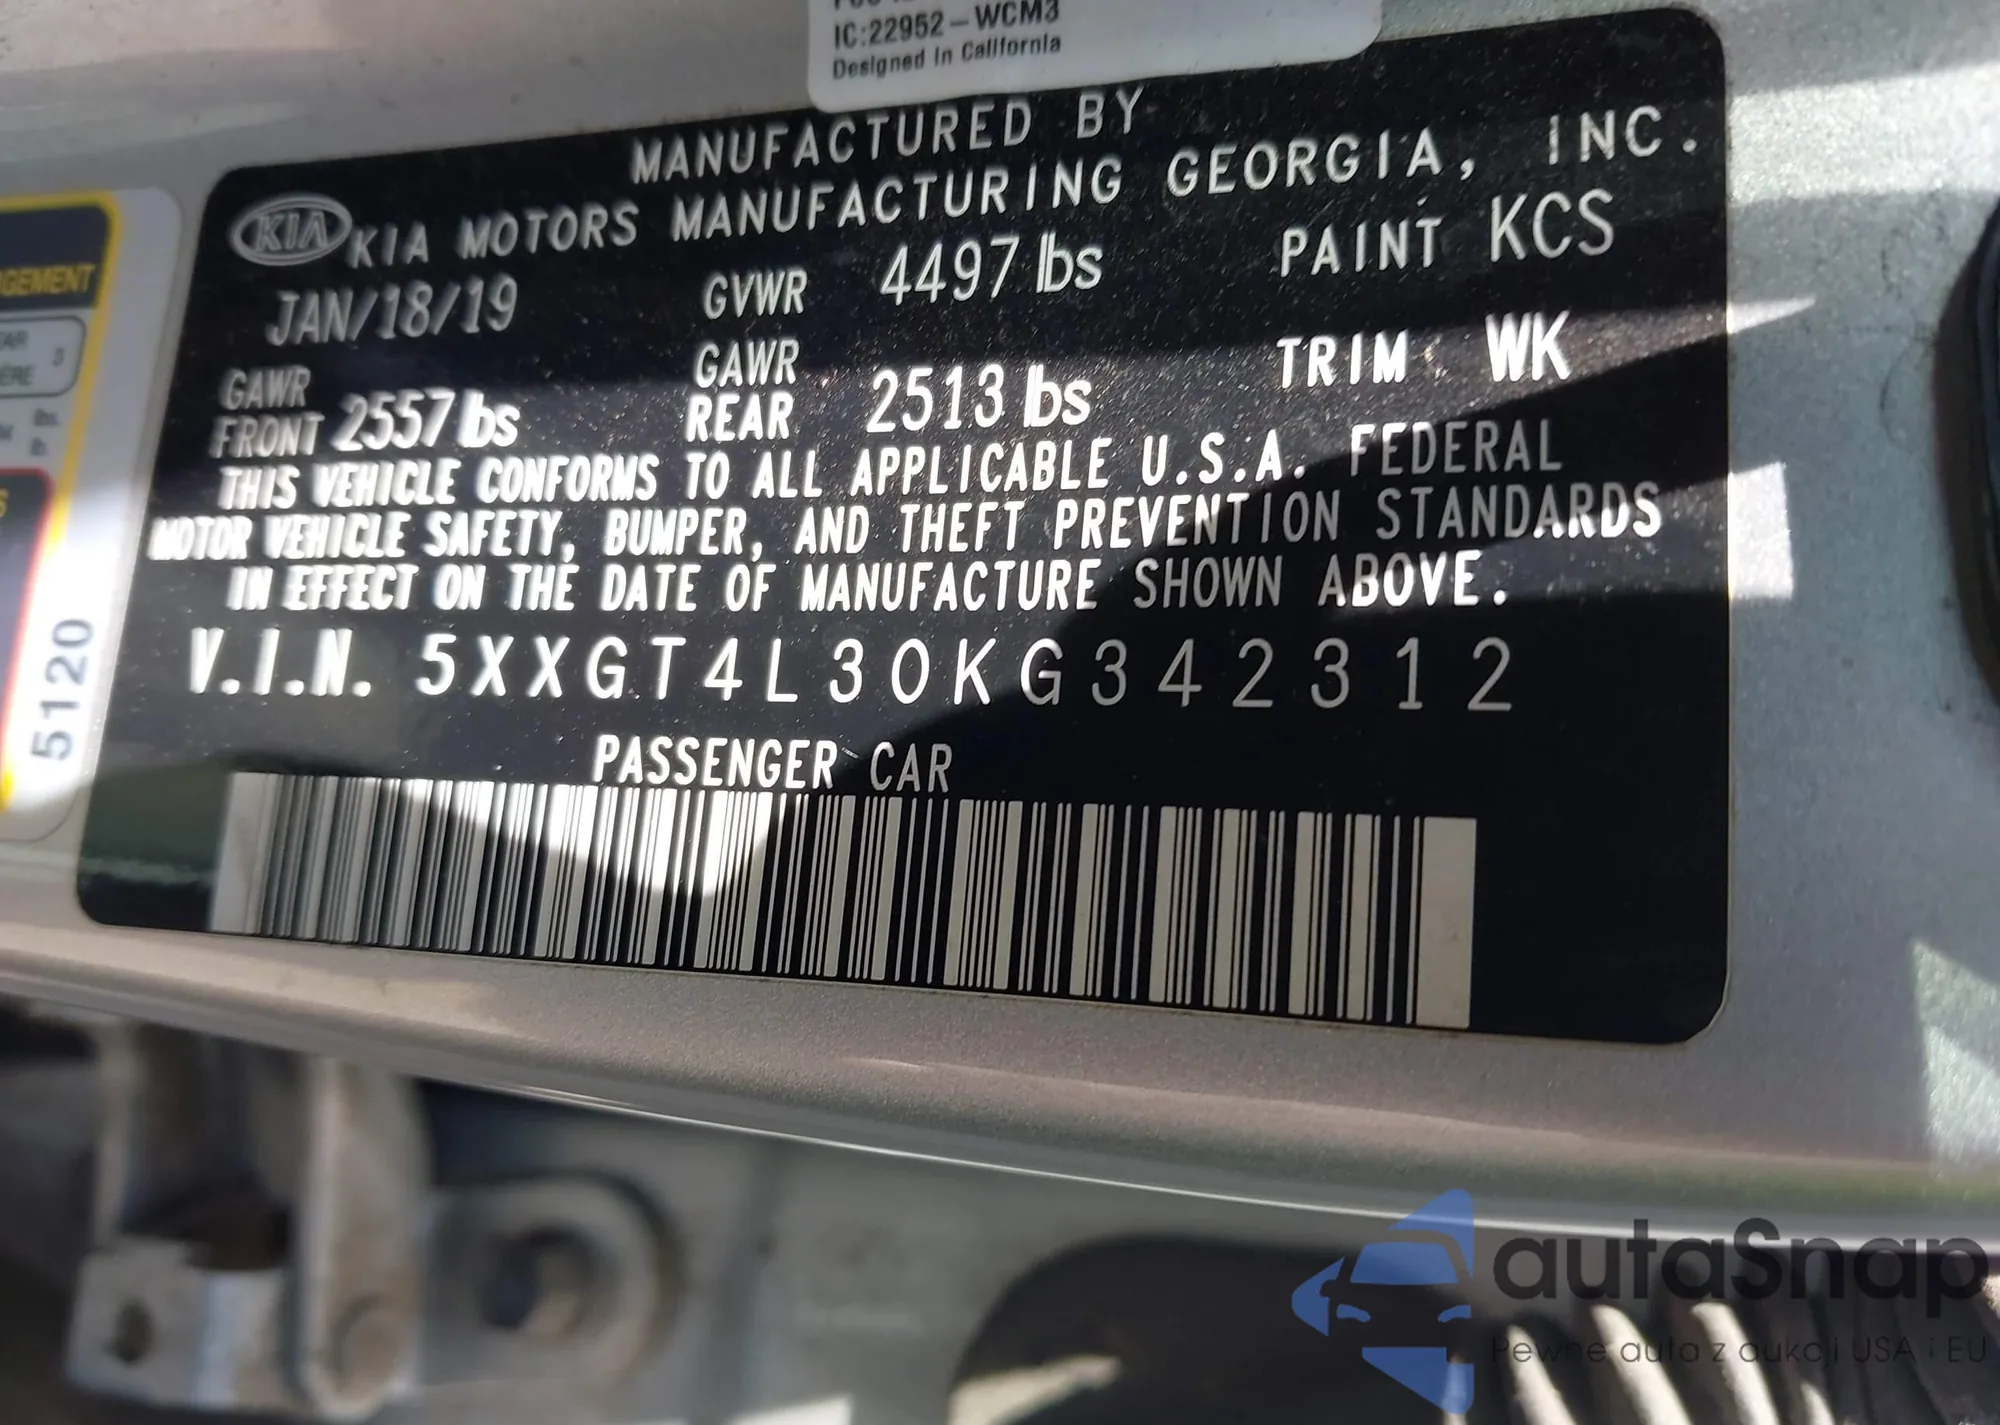 IC:22952-WCM3
Designed in California
MANUFACTURED BY
KIA KIA MOTORS MANUFACTURING GEORGIA, INC.
JAN/18/19 GVWR 4497 lbs PAINT KCS
GAWR FRONT 2557 lbs GAWR REAR 2513 lbs TRIM WK
THIS VEHICLE CONFORMS TO ALL APPLICABLE U.S.A. FEDERAL
MOTOR VEHICLE SAFETY, BUMPER, AND THEFT PREVENTION STANDARDS
IN EFFECT ON THE DATE OF MANUFACTURE SHOWN ABOVE.
V.I.N. 5XXGT4L30KG342312
PASSENGER CAR
5120
lbs.
lb.
autaSnap
Pewne auta z aukcji USA i EU